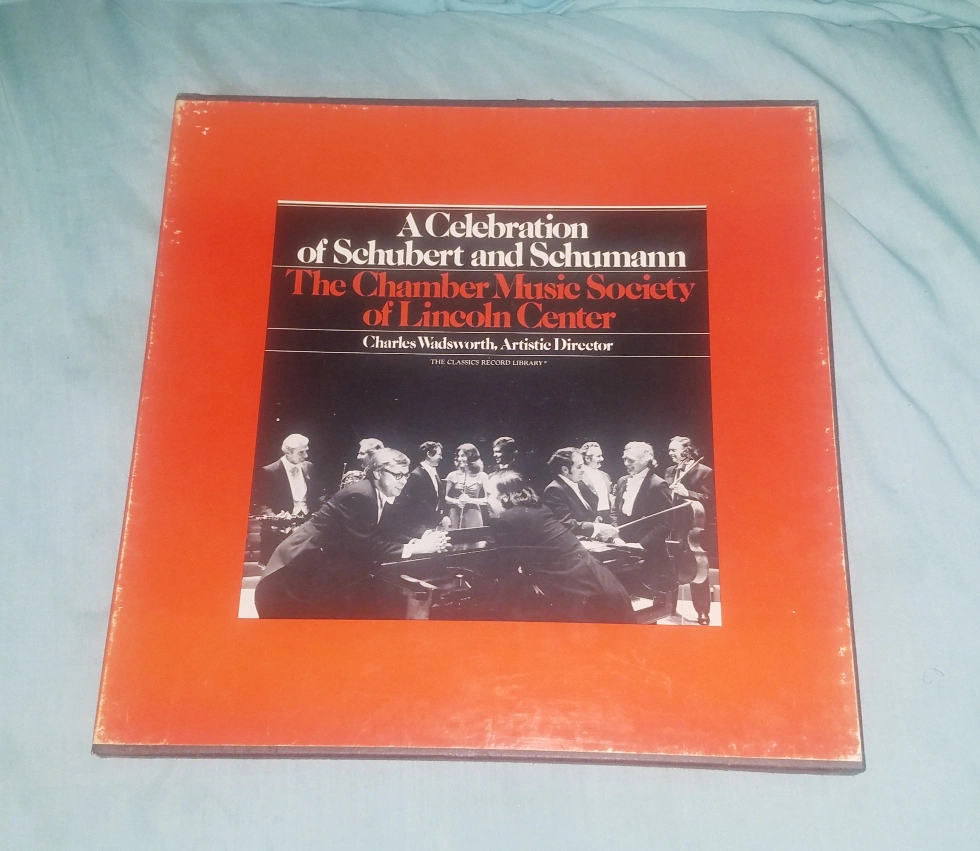 A Celebration
of Schubert and Schumann
The Chamber Music Society
of Lincoln Center
Charles Wadsworth, Artistic Director
THE CLASSICS RECORD LIBRARY®